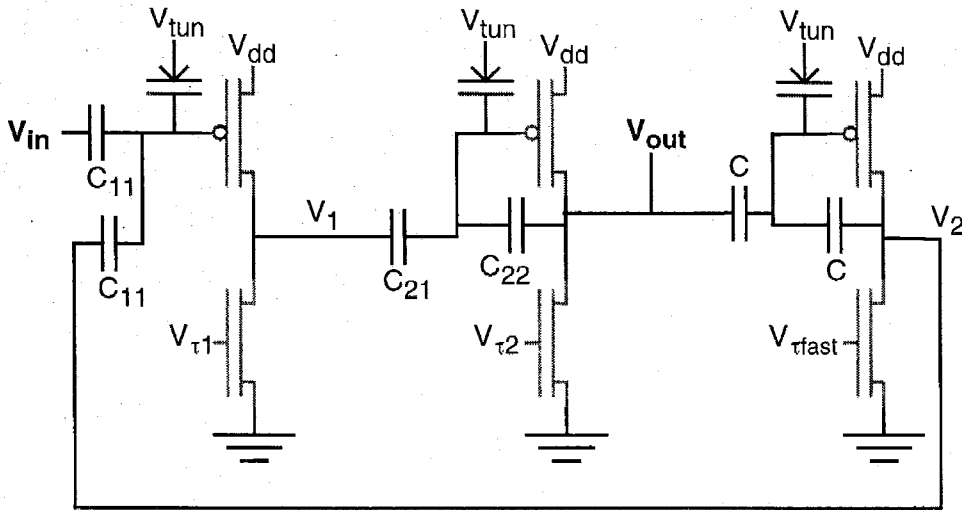 V_tun
V_dd
V_tun
V_dd
V_tun
V_dd
V_in
C_11
V_out
C
C_11
V_1
C_21
C_22
C
V_2
V_τ1
V_τ2
V_τfast